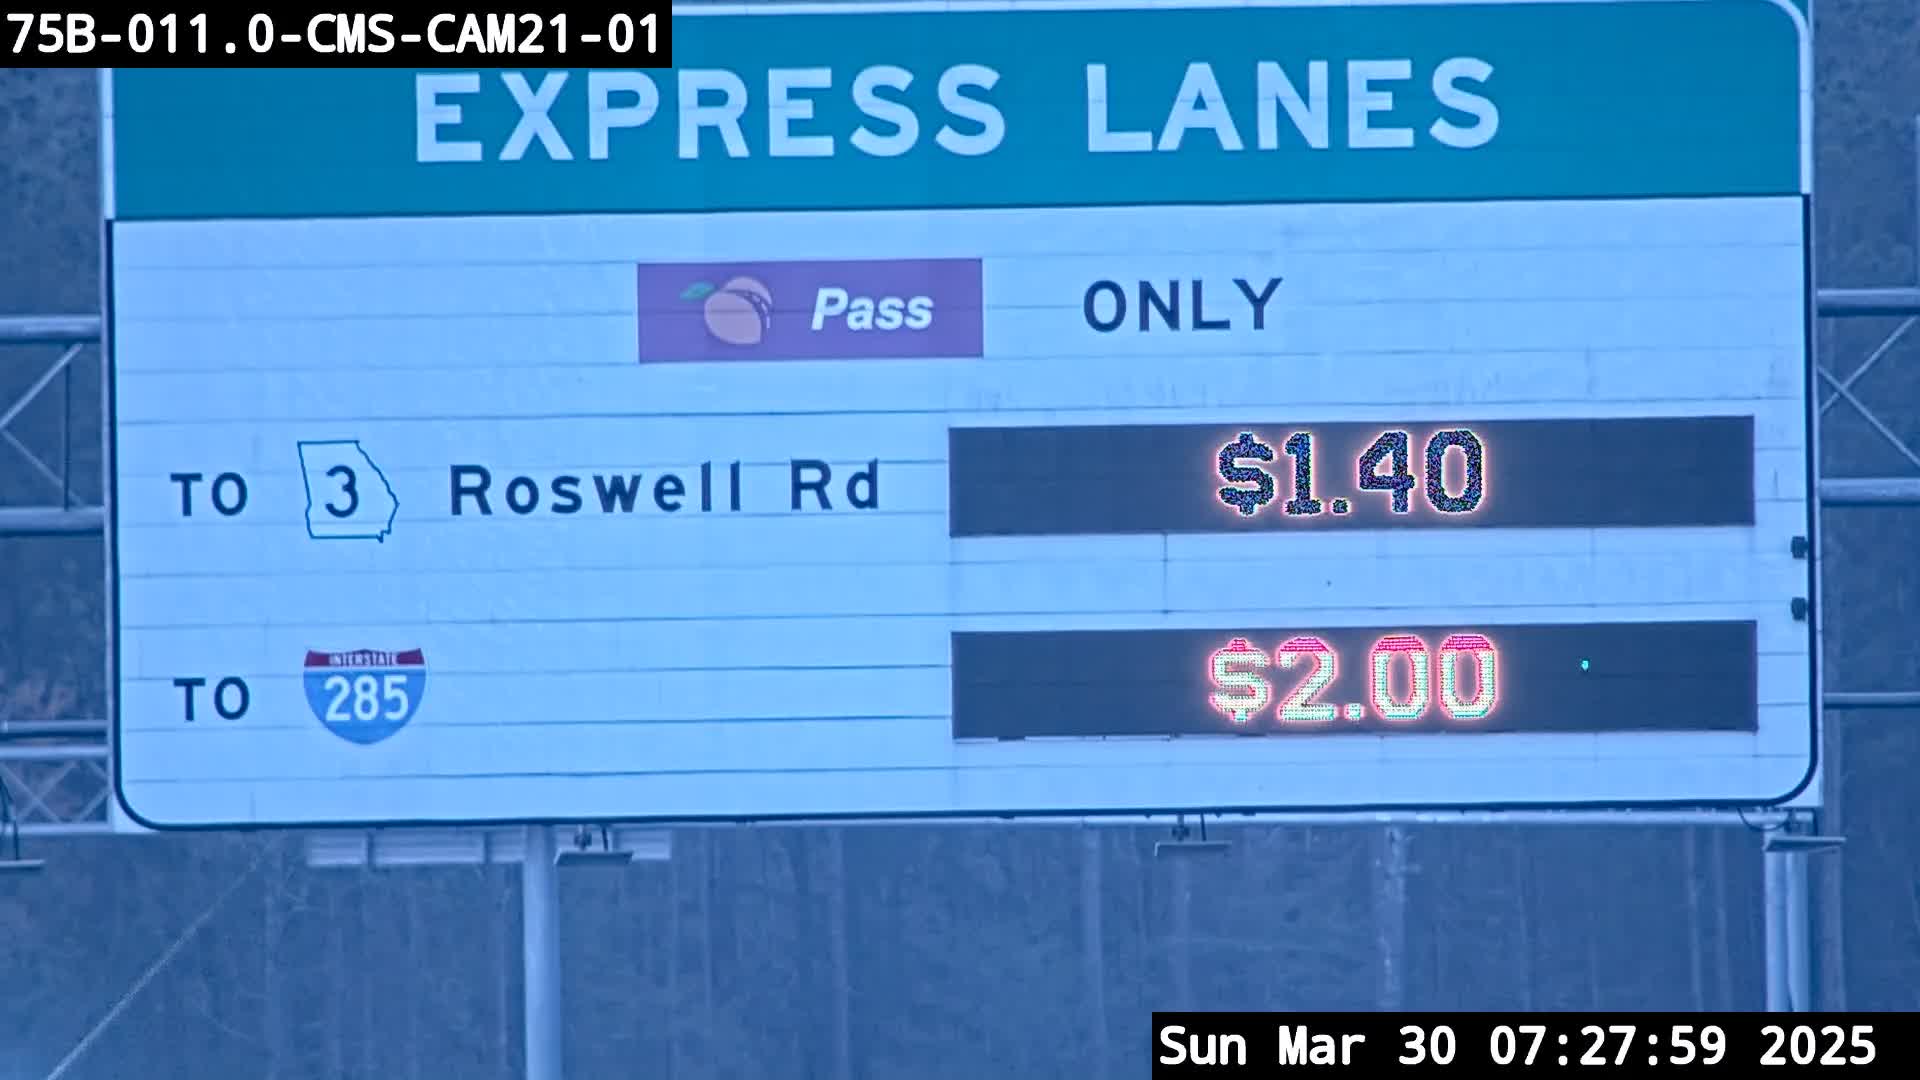 75B-011.0-CMS-CAM21-01
EXPRESS LANES
Pass ONLY
TO 3 Roswell Rd $1.40
TO INTERSTATE 285 $2.00
Sun Mar 30 07:27:59 2025